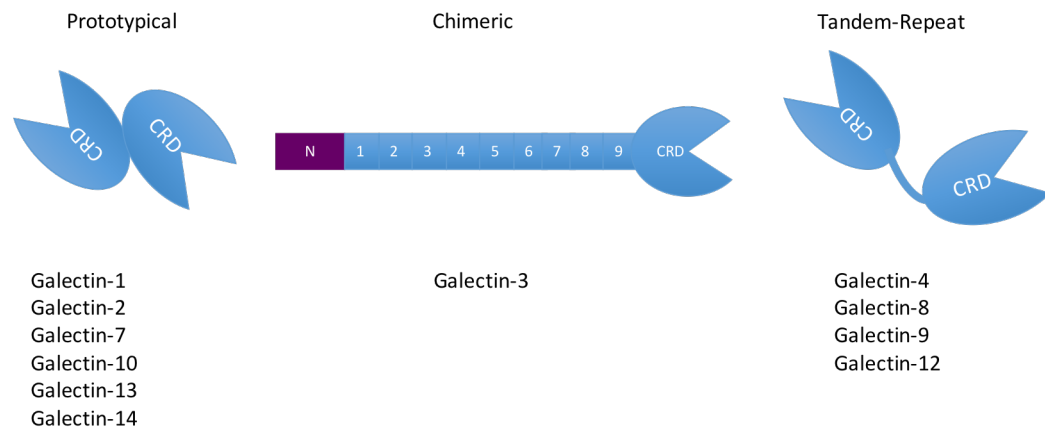 Prototypical
Chimeric
Tandem-Repeat
CRD
CRD
N 1 2 3 4 5 6 7 8 9 CRD
CRD
CRD
Galectin-1
Galectin-2
Galectin-7
Galectin-10
Galectin-13
Galectin-14
Galectin-3
Galectin-4
Galectin-8
Galectin-9
Galectin-12